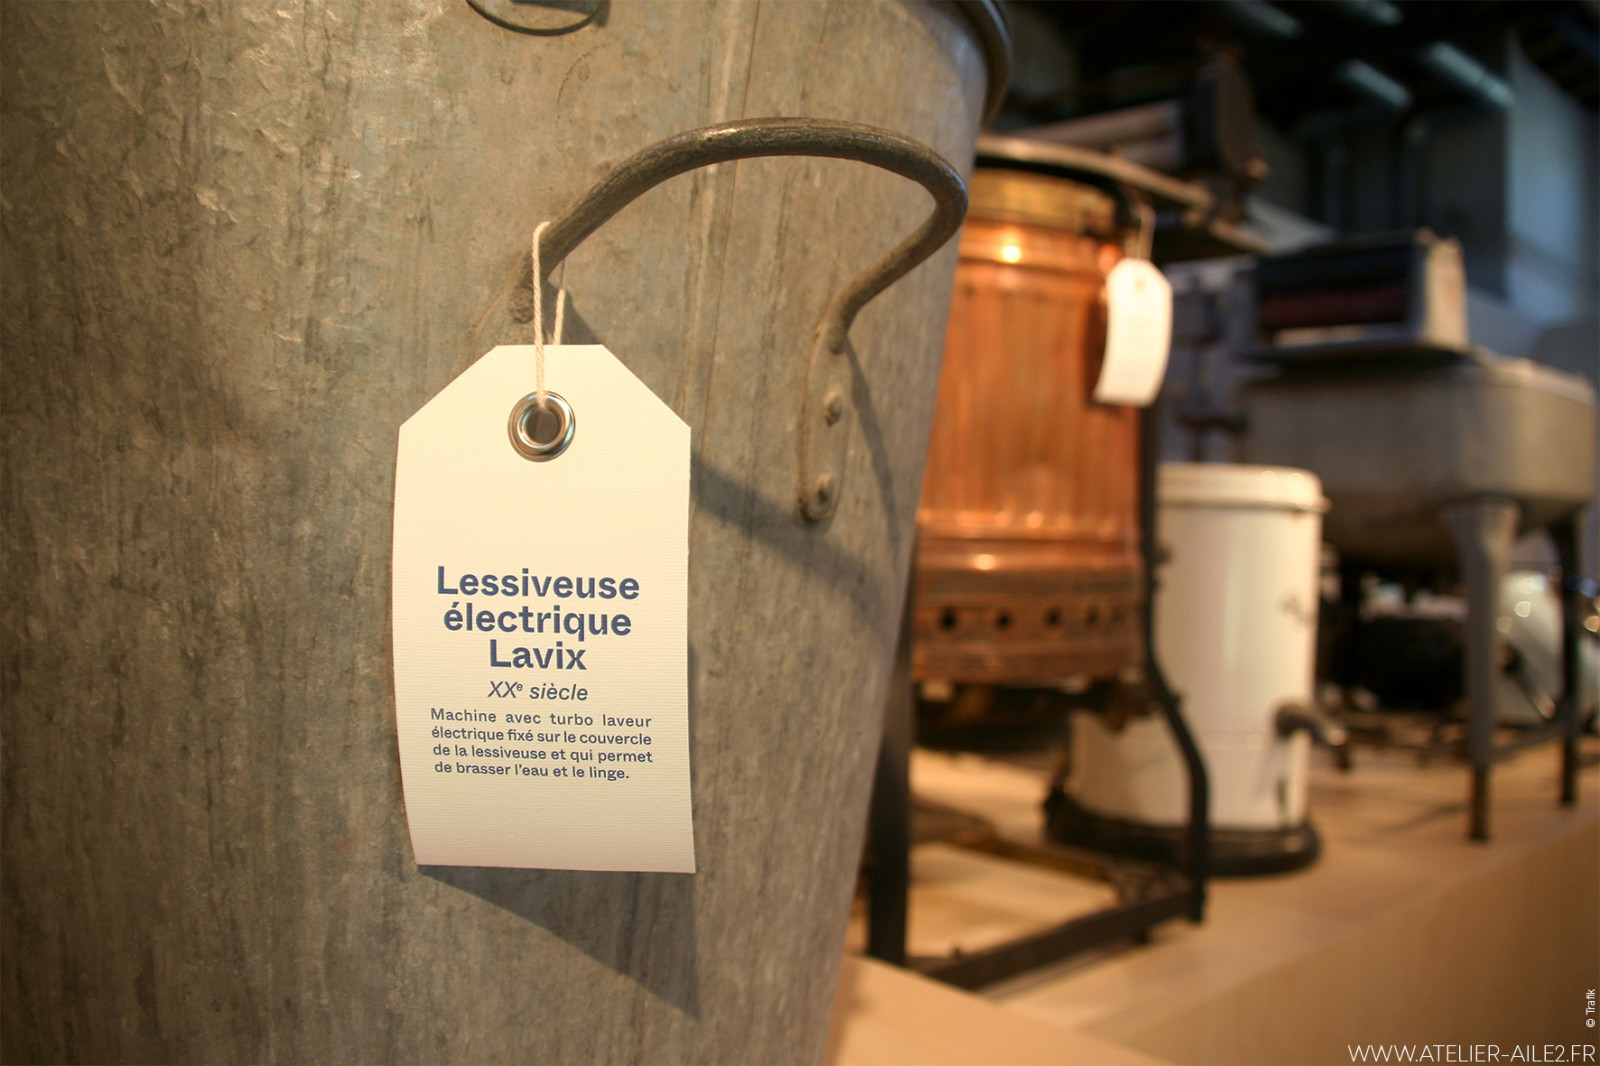 Lessiveuse
électrique
Lavix
XXe siècle
Machine avec turbo laveur
électrique fixé sur le couvercle
de la lessiveuse et qui permet
de brasser l'eau et le linge.
© Trafik
WWW.ATELIER-AILE2.FR